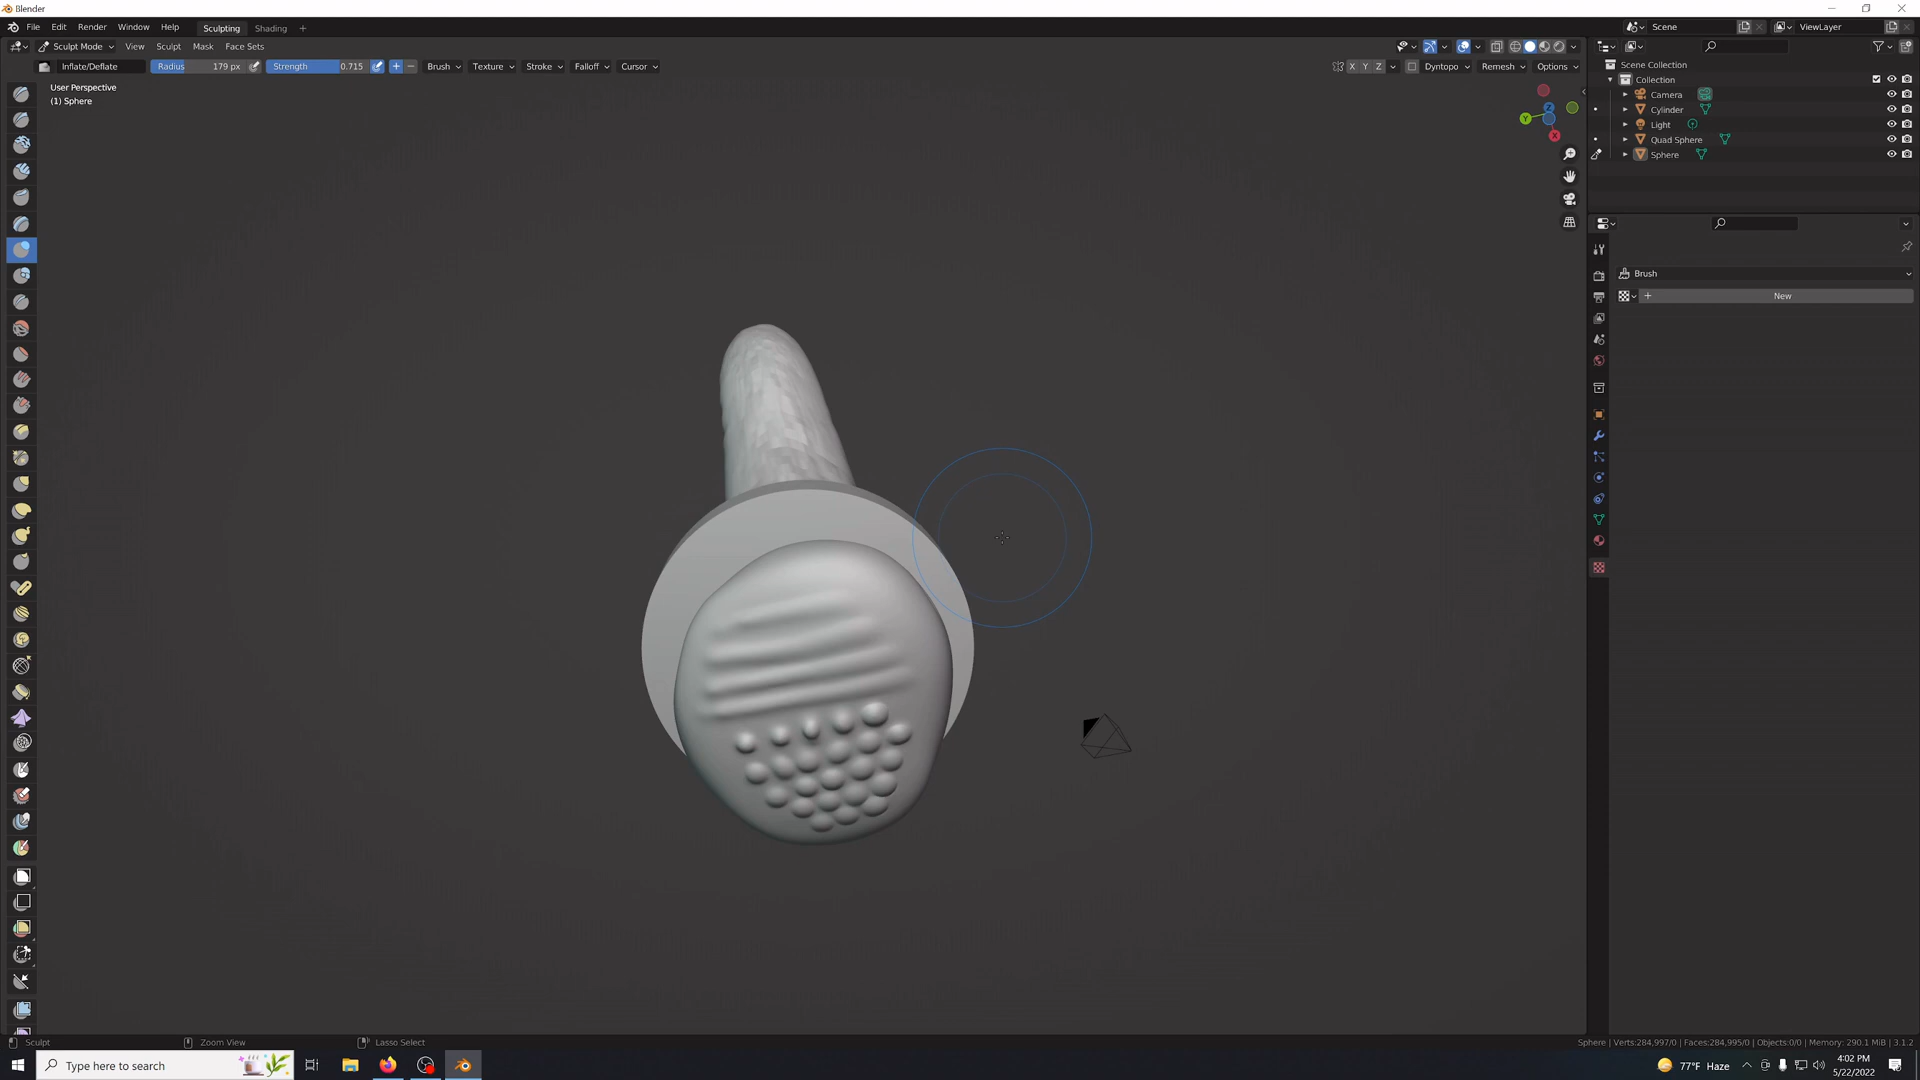 Blender
File Edit Render Window Help Sculpting Shading Scene ViewLayer
Sculpt Mode View Sculpt Mask Face Sets
Inflate/Deflate Radius 179 px Strength 0.715 Brush Texture Stroke Falloff Cursor X Y Z Dyntopo Remesh Options
User Perspective
(1) Sphere
Z
Y
X
Scene Collection
Collection
Camera
Cylinder
Light
Quad Sphere
Sphere
Brush
New
Sculpt Zoom View Lasso Select Sphere | Verts:284,997/0 | Faces:284,995/0 | Objects:0/0 | Memory: 290.1 MiB | 3.1.2
Type here to search 77°F Haze 4:02 PM
5/22/2022